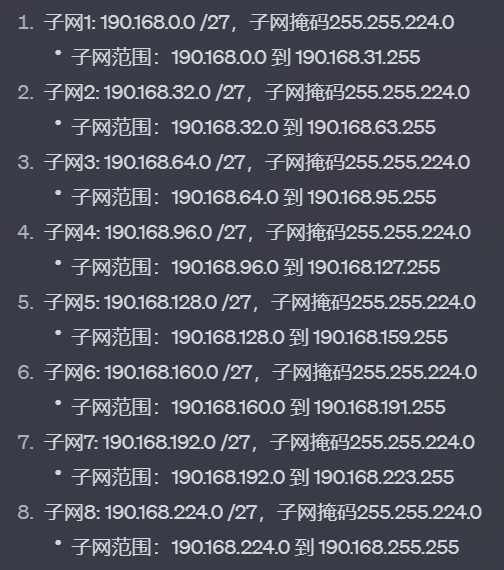 1. 子网1: 190.168.0.0 /27，子网掩码255.255.224.0
• 子网范围：190.168.0.0 到 190.168.31.255
2. 子网2: 190.168.32.0 /27，子网掩码255.255.224.0
• 子网范围：190.168.32.0 到 190.168.63.255
3. 子网3: 190.168.64.0 /27，子网掩码255.255.224.0
• 子网范围：190.168.64.0 到 190.168.95.255
4. 子网4: 190.168.96.0 /27，子网掩码255.255.224.0
• 子网范围：190.168.96.0 到 190.168.127.255
5. 子网5: 190.168.128.0 /27，子网掩码255.255.224.0
• 子网范围：190.168.128.0 到 190.168.159.255
6. 子网6: 190.168.160.0 /27，子网掩码255.255.224.0
• 子网范围：190.168.160.0 到 190.168.191.255
7. 子网7: 190.168.192.0 /27，子网掩码255.255.224.0
• 子网范围：190.168.192.0 到 190.168.223.255
8. 子网8: 190.168.224.0 /27，子网掩码255.255.224.0
• 子网范围：190.168.224.0 到 190.168.255.255